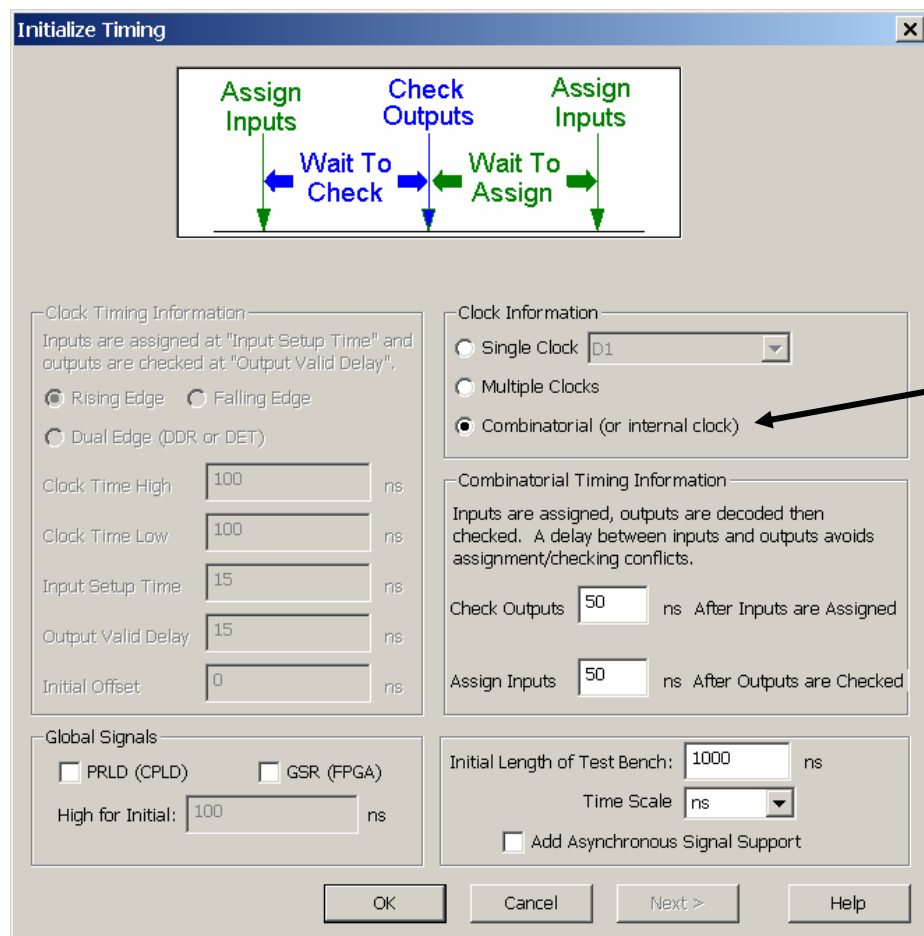 Initialize Timing
Assign
Inputs
Check
Outputs
Assign
Inputs
Wait To
Check
Wait To
Assign
Clock Timing Information
Inputs are assigned at "Input Setup Time" and
outputs are checked at "Output Valid Delay".
Rising Edge Falling Edge
Dual Edge (DDR or DET)
Clock Time High 100 ns
Clock Time Low 100 ns
Input Setup Time 15 ns
Output Valid Delay 15 ns
Initial Offset 0 ns
Clock Information
Single Clock D1
Multiple Clocks
Combinatorial (or internal clock)
Combinatorial Timing Information
Inputs are assigned, outputs are decoded then
checked. A delay between inputs and outputs avoids
assignment/checking conflicts.
Check Outputs 50 ns After Inputs are Assigned
Assign Inputs 50 ns After Outputs are Checked
Global Signals
PRLD (CPLD) GSR (FPGA)
High for Initial: 100 ns
Initial Length of Test Bench: 1000 ns
Time Scale ns
Add Asynchronous Signal Support
OK Cancel Next > Help